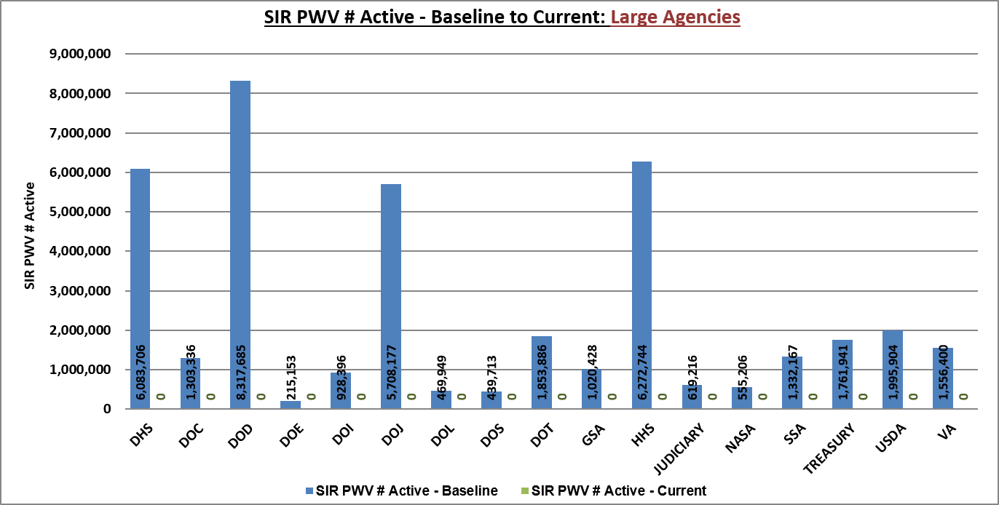 SIR PWV # Active - Baseline to Current: Large Agencies
SIR PWV # Active
9,000,000
8,000,000
7,000,000
6,000,000
5,000,000
4,000,000
3,000,000
2,000,000
1,000,000
0
6,083,706
0
1,303,336
0
8,317,685
0
215,153
0
928,396
0
5,708,177
0
469,949
0
439,713
0
1,853,886
0
1,020,428
0
6,272,744
0
619,216
0
555,206
0
1,332,167
0
1,761,941
0
1,995,904
0
1,556,400
0
DHS
DOC
DOD
DOE
DOI
DOJ
DOL
DOS
DOT
GSA
HHS
JUDICIARY
NASA
SSA
TREASURY
USDA
VA
SIR PWV # Active - Baseline
SIR PWV # Active - Current